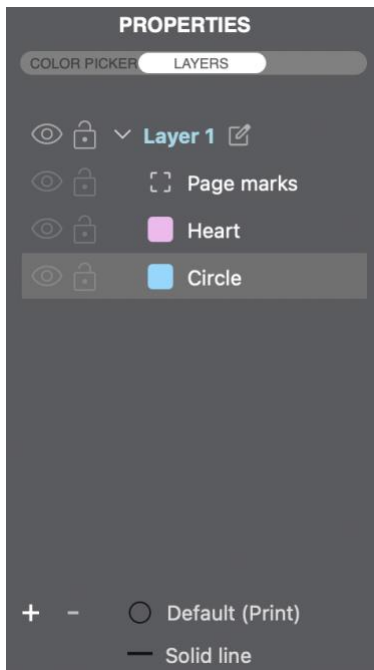 PROPERTIES
COLOR PICKER LAYERS
Layer 1
Page marks
Heart
Circle
+ - Default (Print)
Solid line